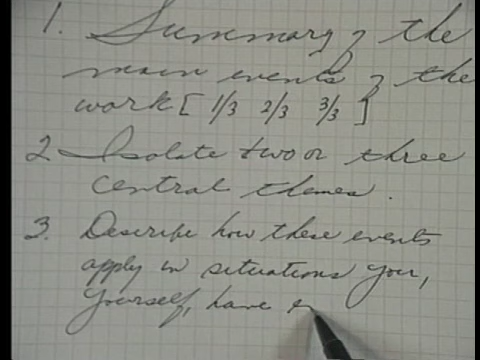 1. Summary of the
main events of the
work [ 1/3 2/3 3/3 ]
2. Isolate two or three
central themes.
3. Describe how these events
apply in situations you,
yourself, have